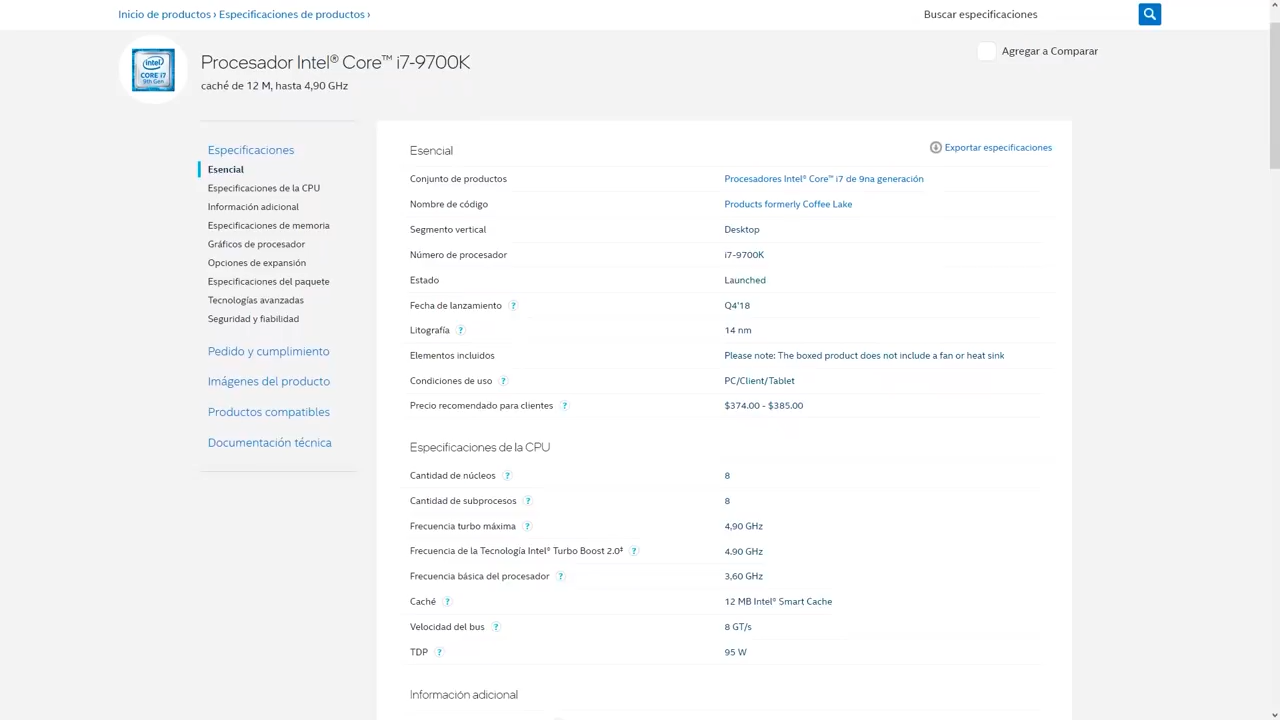 Inicio de productos › Especificaciones de productos ›
Buscar especificaciones
intel
CORE i7
9th Gen
Procesador Intel® Core™ i7-9700K
caché de 12 M, hasta 4,90 GHz
Agregar a Comparar
Especificaciones
Esencial
Especificaciones de la CPU
Información adicional
Especificaciones de memoria
Gráficos de procesador
Opciones de expansión
Especificaciones del paquete
Tecnologías avanzadas
Seguridad y fiabilidad
Pedido y cumplimiento
Imágenes del producto
Productos compatibles
Documentación técnica
Esencial
Exportar especificaciones
Conjunto de productos Procesadores Intel® Core™ i7 de 9na generación
Nombre de código Products formerly Coffee Lake
Segmento vertical Desktop
Número de procesador i7-9700K
Estado Launched
Fecha de lanzamiento ? Q4'18
Litografía ? 14 nm
Elementos incluidos Please note: The boxed product does not include a fan or heat sink
Condiciones de uso ? PC/Client/Tablet
Precio recomendado para clientes ? $374.00 - $385.00
Especificaciones de la CPU
Cantidad de núcleos ? 8
Cantidad de subprocesos ? 8
Frecuencia turbo máxima ? 4,90 GHz
Frecuencia de la Tecnología Intel® Turbo Boost 2.0‡ ? 4.90 GHz
Frecuencia básica del procesador ? 3,60 GHz
Caché ? 12 MB Intel® Smart Cache
Velocidad del bus ? 8 GT/s
TDP ? 95 W
Información adicional